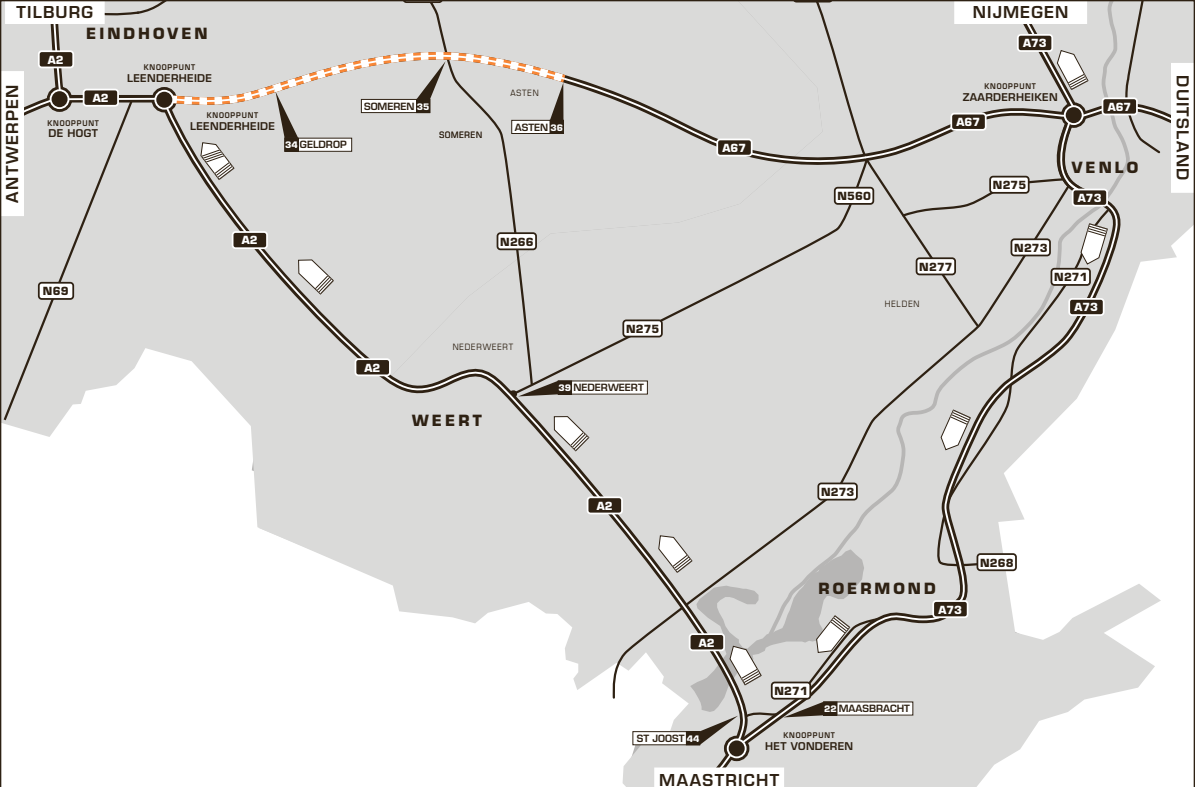 TILBURG
EINDHOVEN
NIJMEGEN
A73
A2
KNOOPPUNT
LEENDERHEIDE
A2
KNOOPPUNT
DE HOGT
KNOOPPUNT
LEENDERHEIDE
34 GELDROP
SOMEREN 35
SOMEREN
ASTEN
ASTEN 36
A67
A67
KNOOPPUNT
ZAARDERHEIKEN
A67
ANTWERPEN
DUITSLAND
VENLO
A73
N275
N560
N266
A2
N277
N273
N271
N69
HELDEN
A73
N275
NEDERWEERT
A2
39 NEDERWEERT
WEERT
N273
A2
N268
ROERMOND
A73
A2
N271
22 MAASBRACHT
ST JOOST 44
KNOOPPUNT
HET VONDEREN
MAASTRICHT